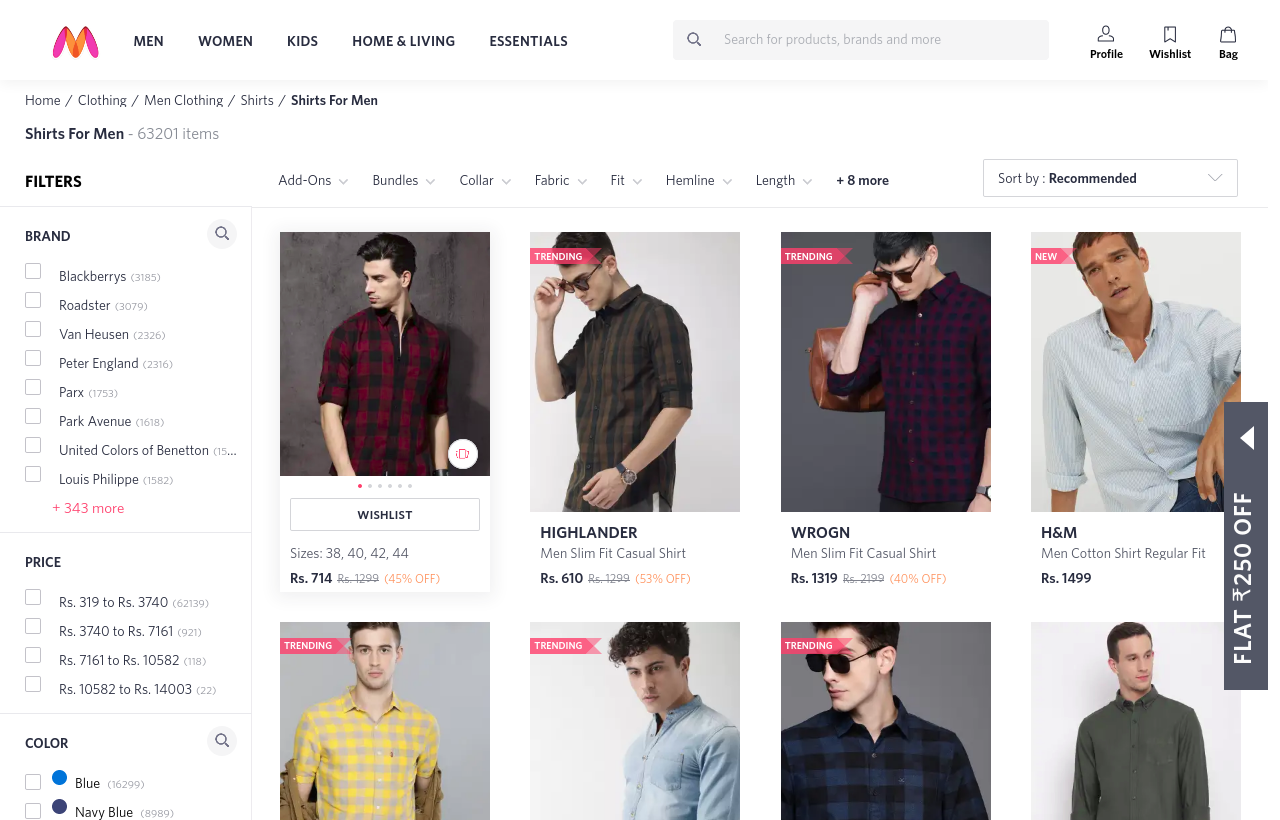 MEN WOMEN KIDS HOME & LIVING ESSENTIALS
Search for products, brands and more
Profile Wishlist Bag
Home / Clothing / Men Clothing / Shirts / Shirts For Men
Shirts For Men - 63201 items
FILTERS
Add-Ons Bundles Collar Fabric Fit Hemline Length + 8 more
Sort by : Recommended
BRAND
Blackberrys (3185)
Roadster (3079)
Van Heusen (2326)
Peter England (2316)
Parx (1753)
Park Avenue (1618)
United Colors of Benetton (15...
Louis Philippe (1582)
+ 343 more
PRICE
Rs. 319 to Rs. 3740 (62139)
Rs. 3740 to Rs. 7161 (921)
Rs. 7161 to Rs. 10582 (118)
Rs. 10582 to Rs. 14003 (22)
COLOR
Blue (16299)
Navy Blue (8989)
WISHLIST
Sizes: 38, 40, 42, 44
Rs. 714 Rs. 1299 (45% OFF)
TRENDING
HIGHLANDER
Men Slim Fit Casual Shirt
Rs. 610 Rs. 1299 (53% OFF)
TRENDING
WROGN
Men Slim Fit Casual Shirt
Rs. 1319 Rs. 2199 (40% OFF)
NEW
H&M
Men Cotton Shirt Regular Fit
Rs. 1499
TRENDING
TRENDING
TRENDING
FLAT ₹250 OFF